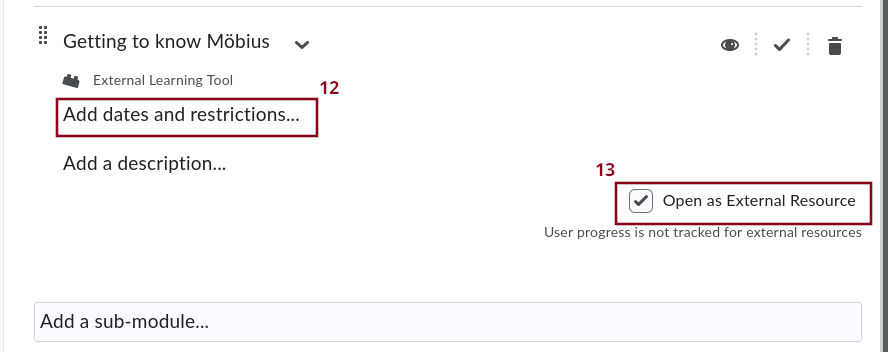 Getting to know Möbius
External Learning Tool
12
Add dates and restrictions...
Add a description...
13
Open as External Resource
User progress is not tracked for external resources
Add a sub-module...